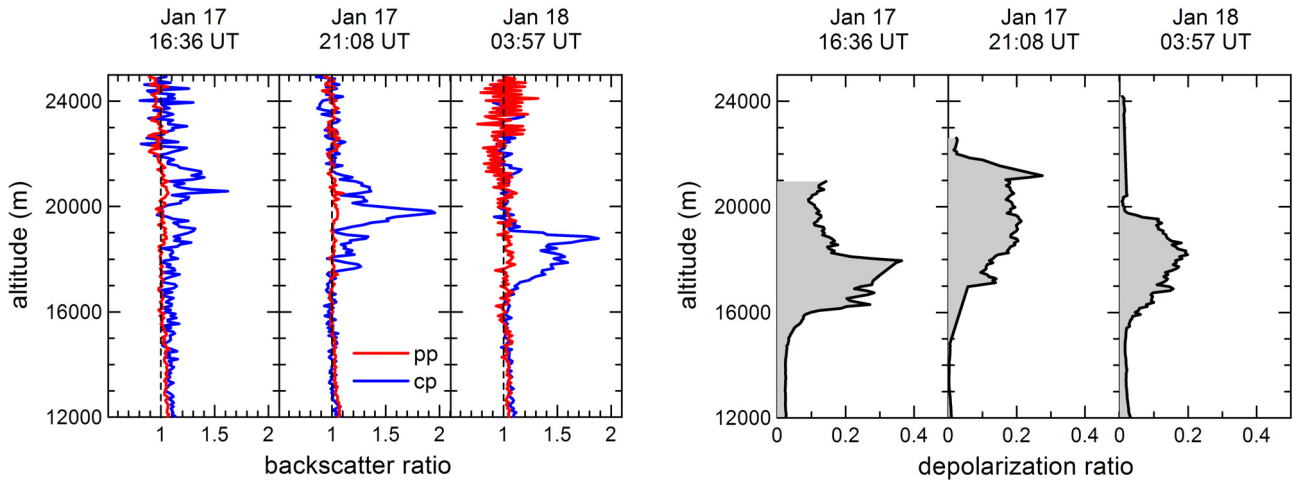 Jan 17
16:36 UT
Jan 17
21:08 UT
Jan 18
03:57 UT
altitude (m)
24000
20000
16000
12000
pp
cp
1 1.5 2
1 1.5 2
1 1.5 2
backscatter ratio
Jan 17
16:36 UT
Jan 17
21:08 UT
Jan 18
03:57 UT
altitude (m)
24000
20000
16000
12000
0 0.2 0.4
0 0.2 0.4
0 0.2 0.4
depolarization ratio